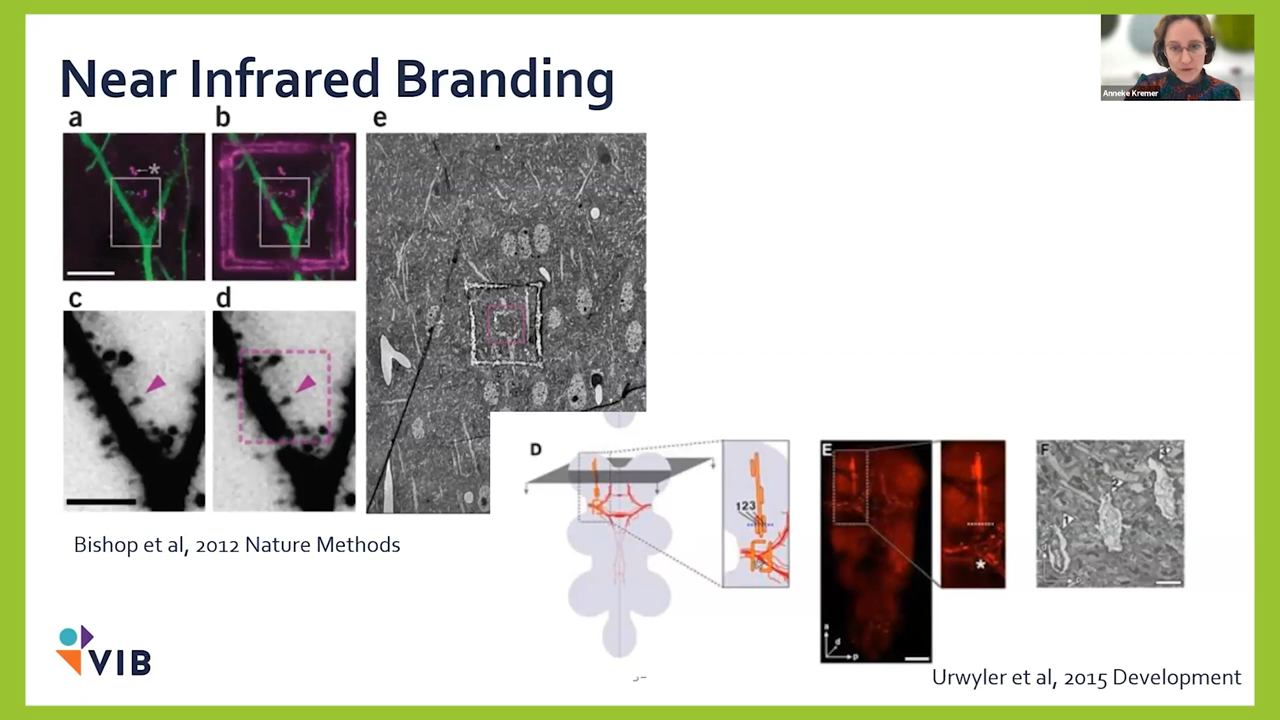 Near Infrared Branding
Anneke Kremer
a
b
e
*
c
d
Bishop et al, 2012 Nature Methods
D
123
E
*
F
a
d
p
VIB
Urwyler et al, 2015 Development